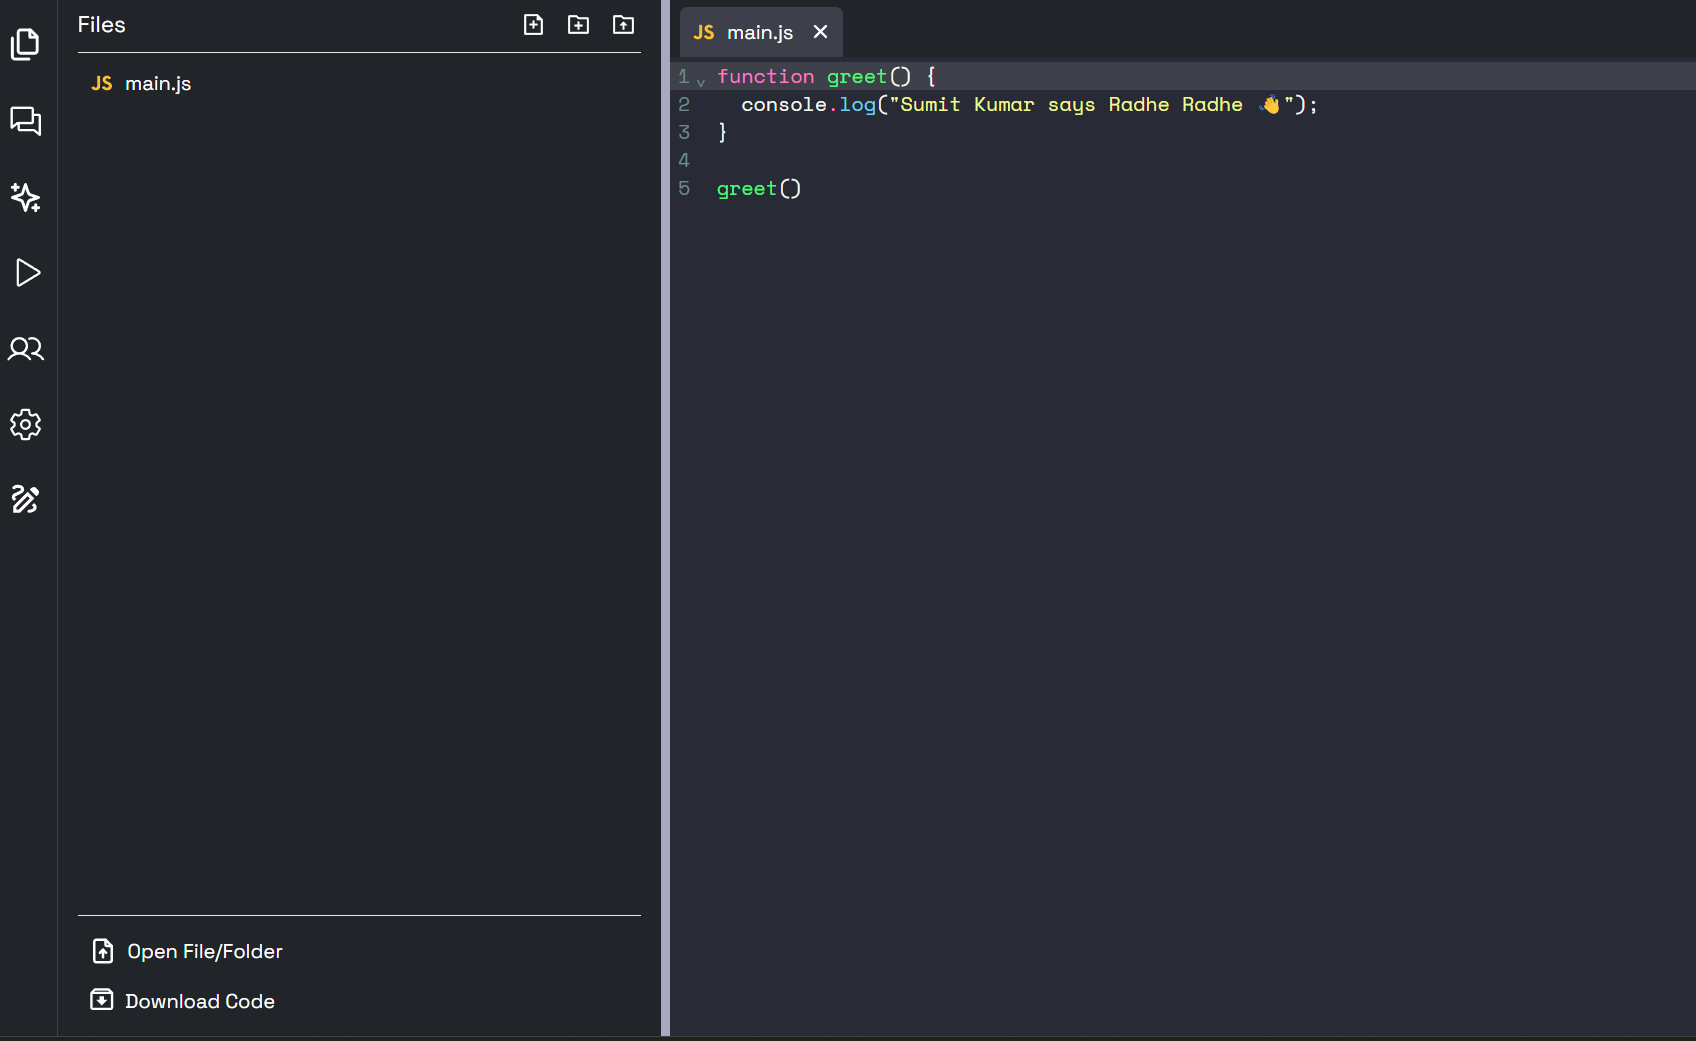 Files
JS main.js
Open File/Folder
Download Code
JS main.js
1 function greet() {
2 console.log("Sumit Kumar says Radhe Radhe 👋");
3 }
4
5 greet()